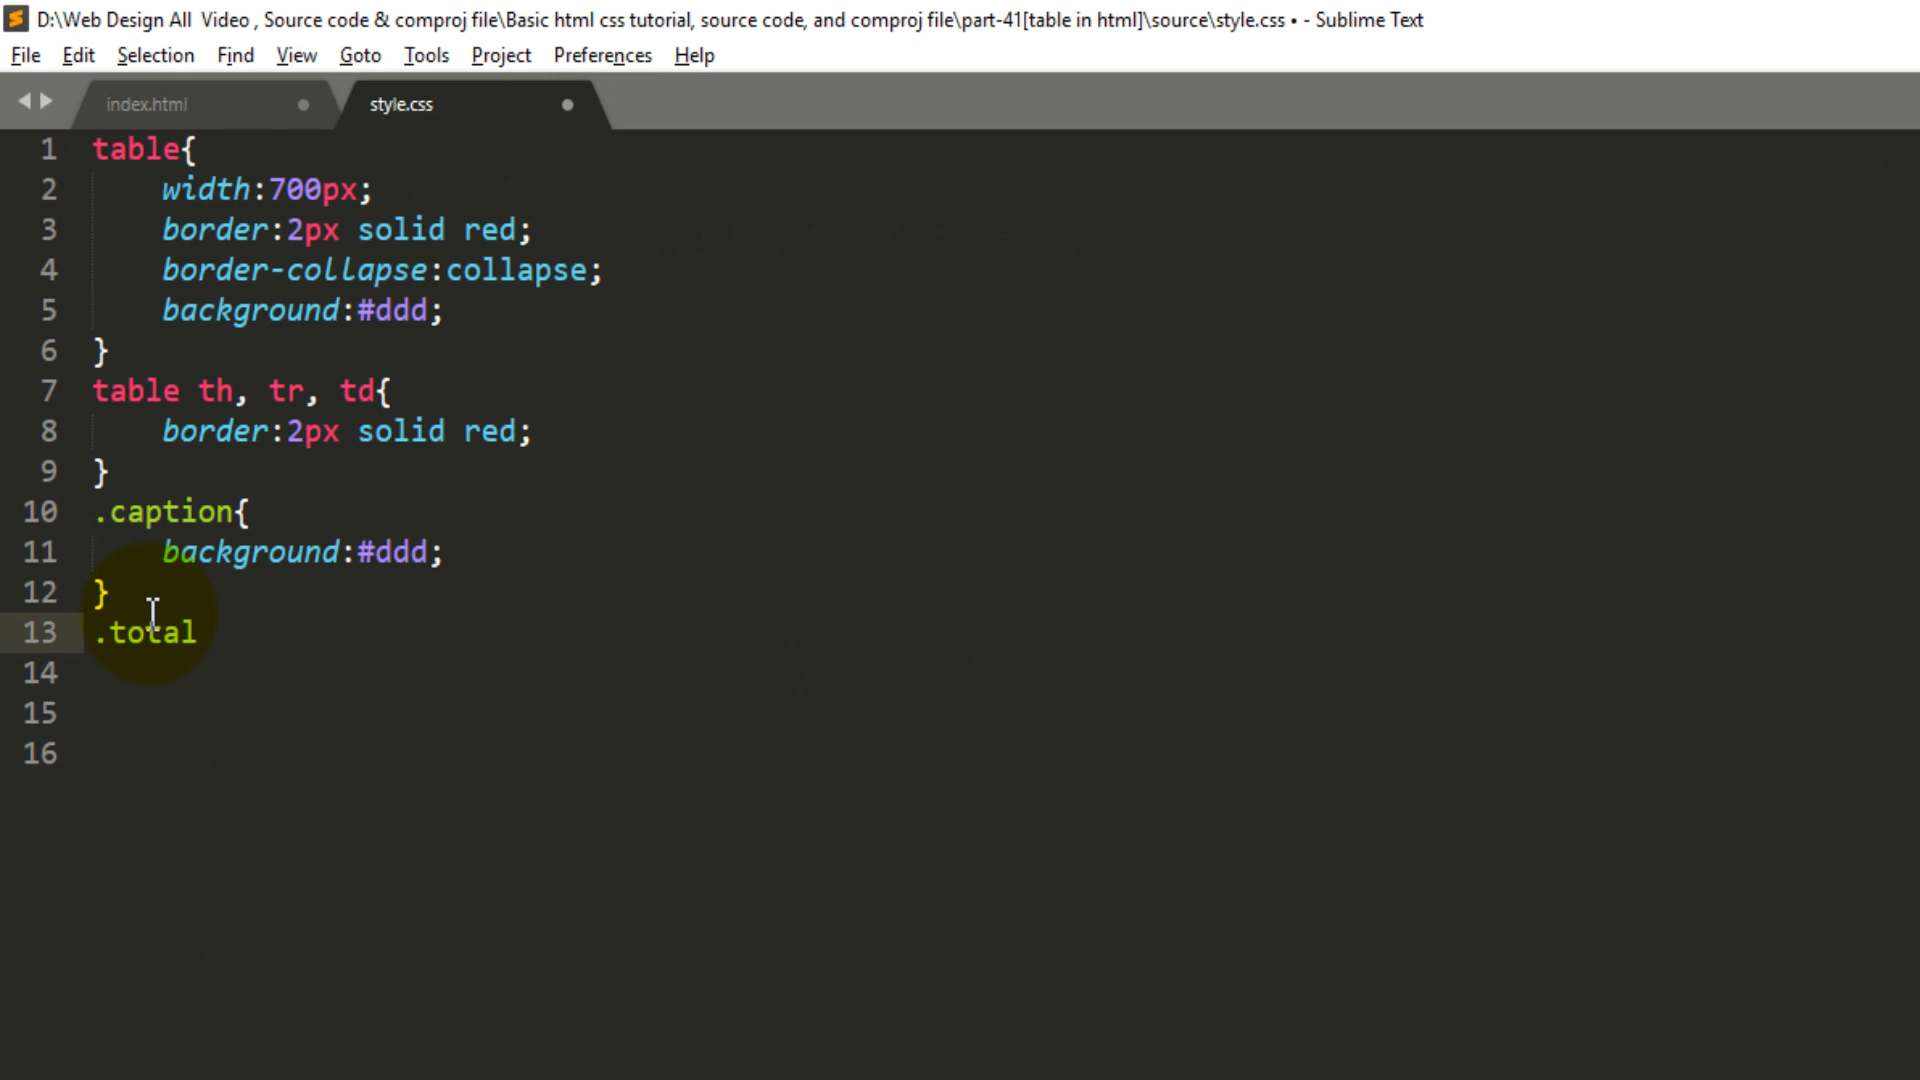 D:\Web Design All  Video , Source code & comproj file\Basic html css tutorial, source code, and comproj file\part-41[table in html]\source\style.css • - Sublime Text
File Edit Selection Find View Goto Tools Project Preferences Help
index.html style.css
1 table{
2     width:700px;
3     border:2px solid red;
4     border-collapse:collapse;
5     background:#ddd;
6 }
7 table th, tr, td{
8     border:2px solid red;
9 }
10 .caption{
11     background:#ddd;
12 }
13 .total
14
15
16